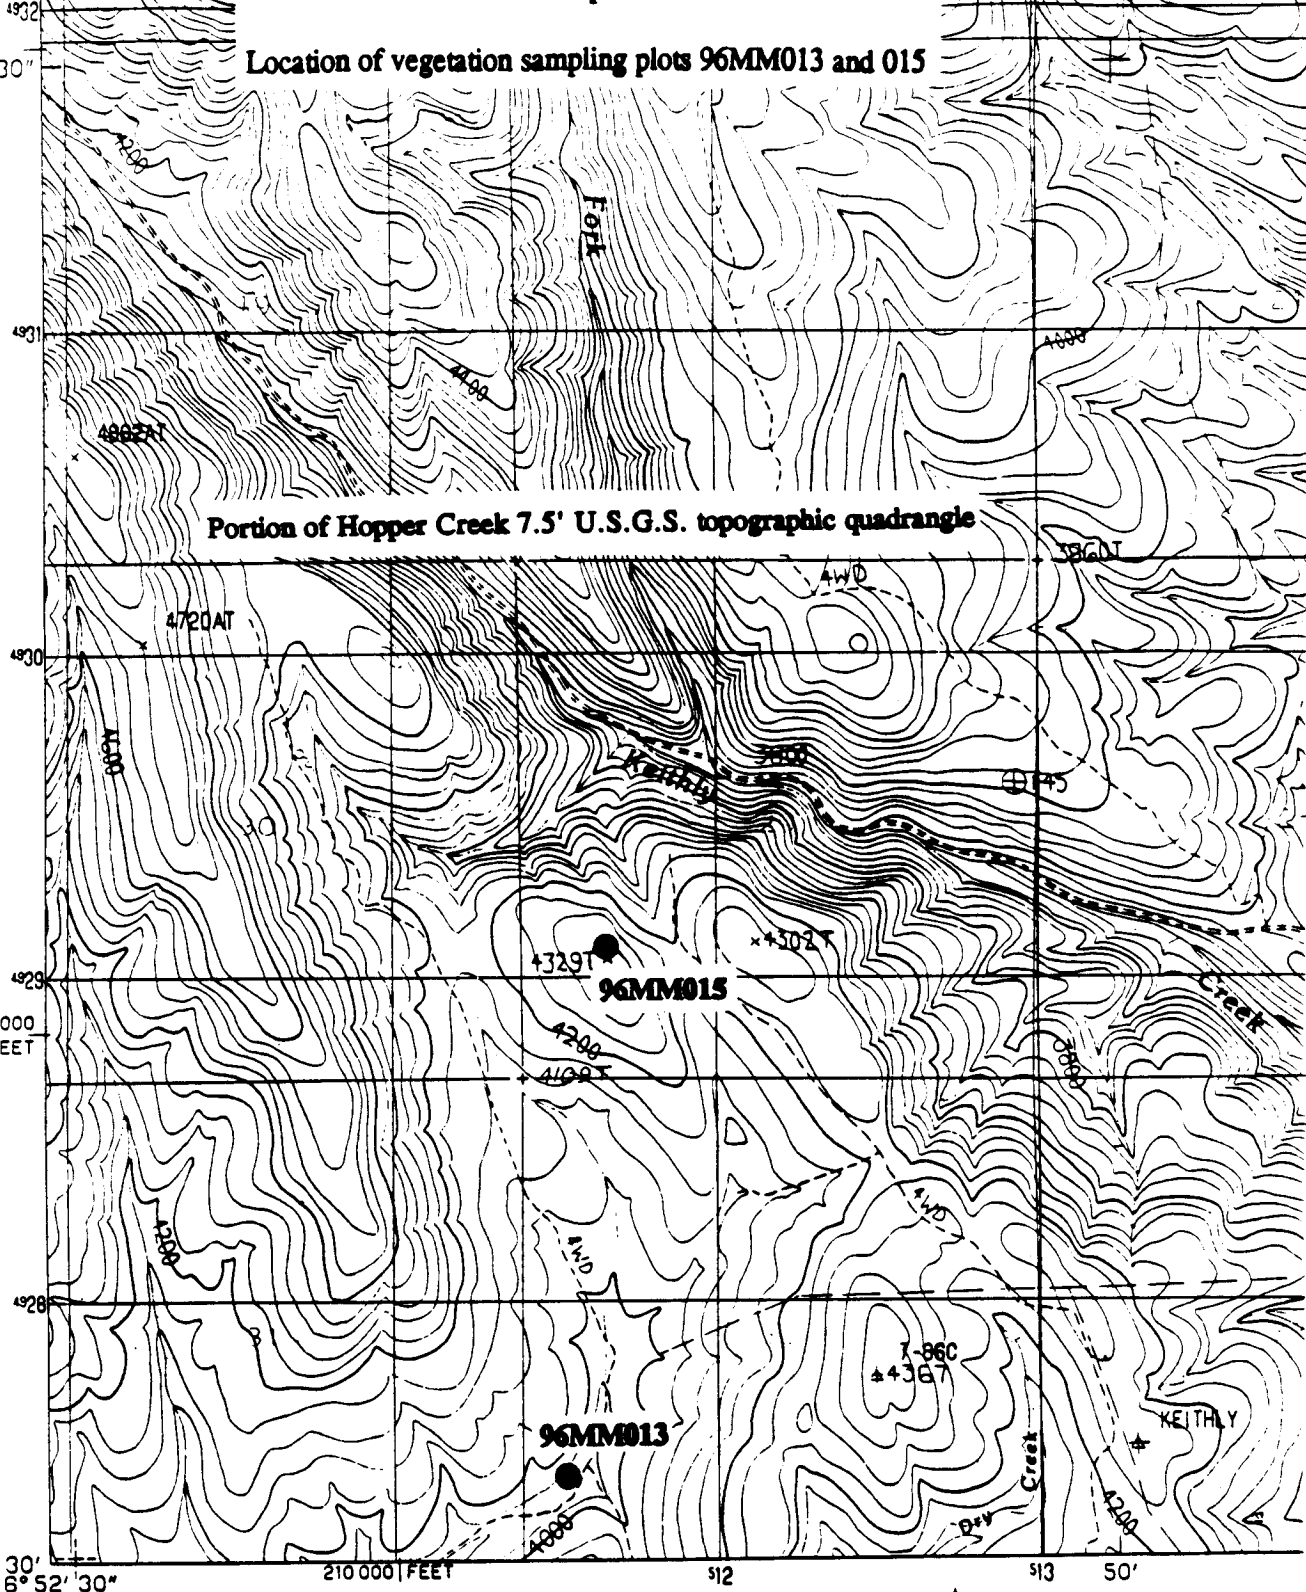 4932
30"
Location of vegetation sampling plots 96MM013 and 015
4200
Fork
4931
4000
4400
4882AT
Portion of Hopper Creek 7.5' U.S.G.S. topographic quadrangle
3860T
4WD
4720AT
4930
4600
Keithly
3800
45
30
4302T
4329T
96MM015
4929
Creek
000
EET
4200
4109T
3800
4WD
4200
4WD
4928
T-86C
4367
KEITHLY
96MM013
Creek
4200
Dry
4000
30'
6° 52' 30"
210 000 FEET
512
513
50'